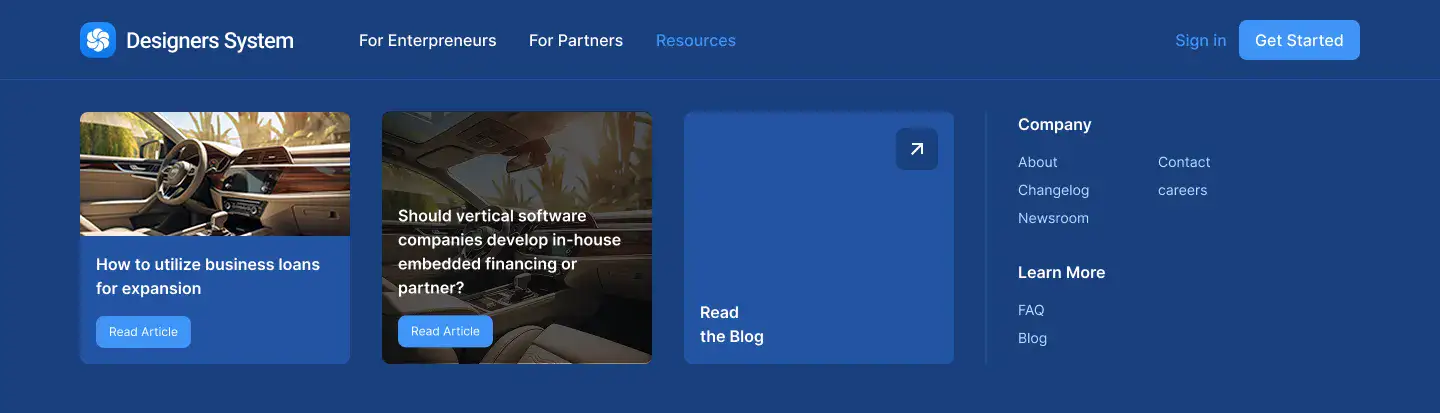 Designers System
For Enterpreneurs
For Partners
Resources
Sign in
Get Started
How to utilize business loans
for expansion
Read Article
Should vertical software
companies develop in-house
embedded financing or
partner?
Read Article
Read
the Blog
Company
About
Contact
Changelog
careers
Newsroom
Learn More
FAQ
Blog